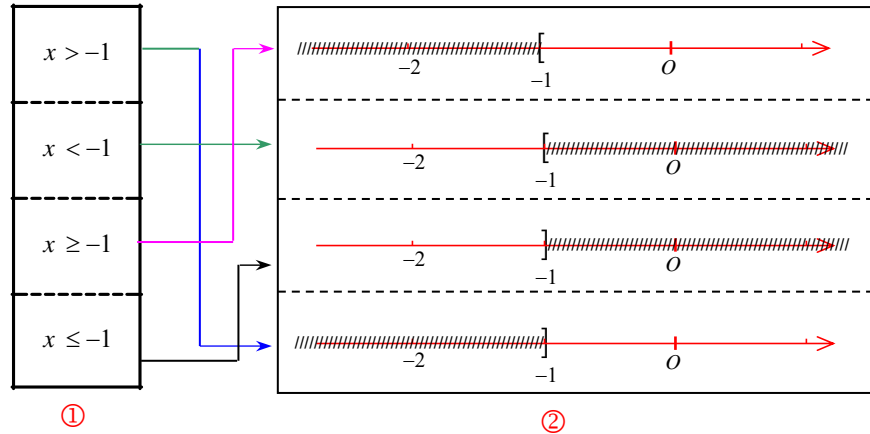 x > −1
x < −1
x ≥ −1
x ≤ −1
①
[
−2 −1 O
[
−2 −1 O
]
−2 −1 O
]
−2 −1 O
②